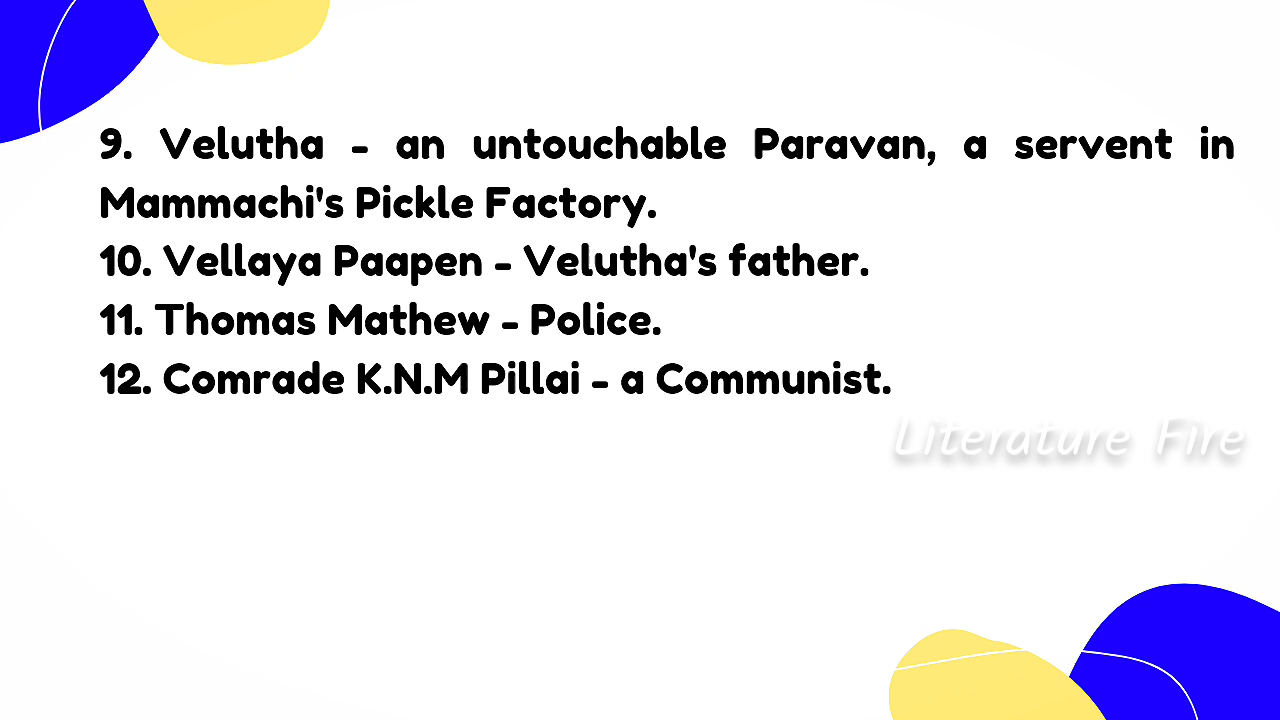 9. Velutha - an untouchable Paravan, a servent in
Mammachi's Pickle Factory.
10. Vellaya Paapen - Velutha's father.
11. Thomas Mathew - Police.
12. Comrade K.N.M Pillai - a Communist.
Literature Fire